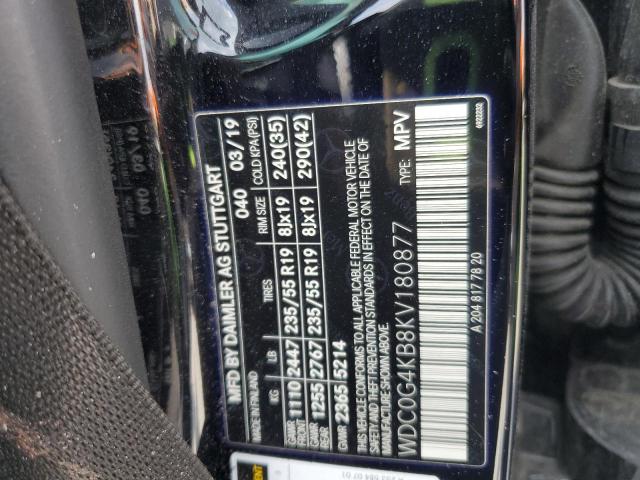 MFD BY DAIMLER AG STUTTGART
MADE IN FINLAND 040 03/19
KG LB TIRES RIM SIZE COLD KPA(PSI)
GAWR FRONT 1110 2447 235/55 R19 8Jx19 240(35)
GAWR REAR 1255 2767 235/55 R19 8Jx19 290(42)
GVWR 2365 5214
THIS VEHICLE CONFORMS TO ALL APPLICABLE FEDERAL MOTOR VEHICLE
SAFETY AND THEFT PREVENTION STANDARDS IN EFFECT ON THE DATE OF
MANUFACTURE SHOWN ABOVE.
WDC0G4KB8KV180877 TYPE: MPV
A 204 817 78 20
6922232